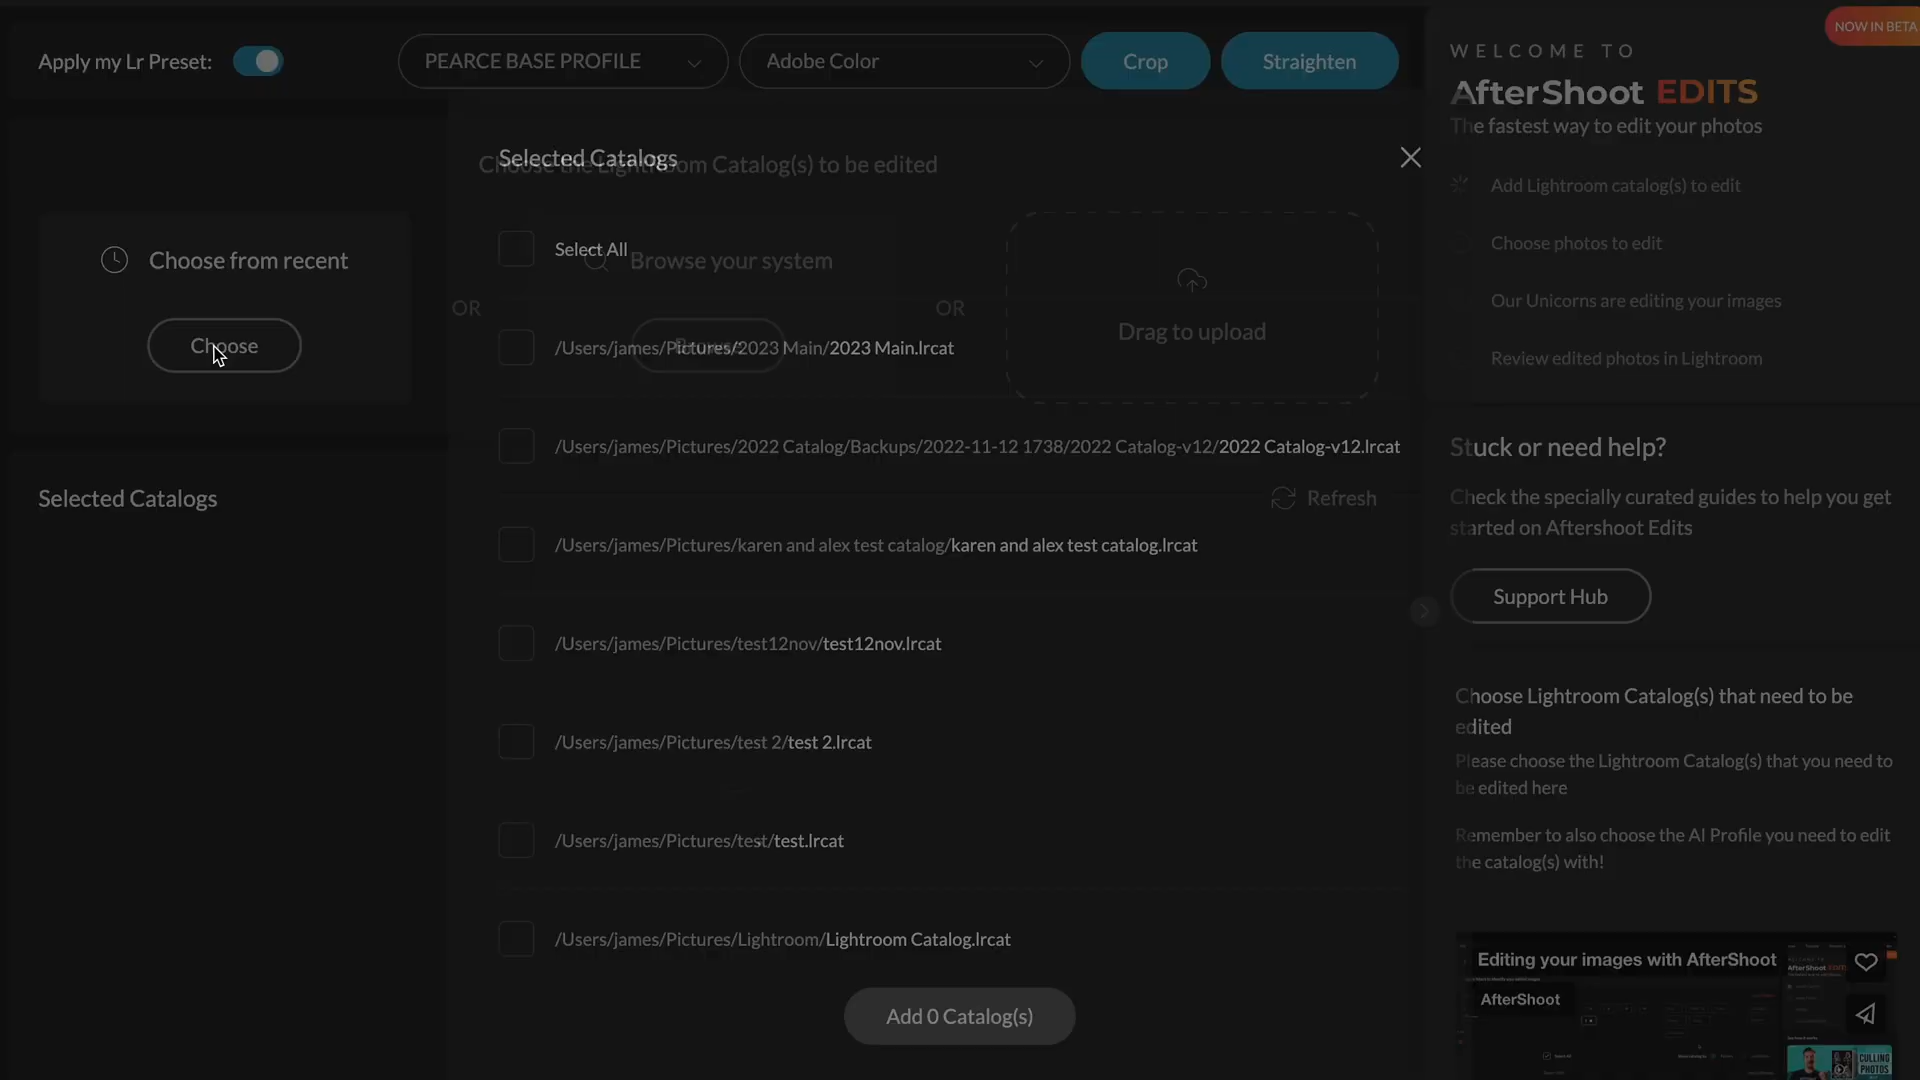 NOW IN BETA
Apply my Lr Preset:
PEARCE BASE PROFILE
Adobe Color
Crop
Straighten
WELCOME TO
AfterShoot EDITS
The fastest way to edit your photos
Choose the Lightroom Catalog(s) to be edited
Selected Catalogs
Add Lightroom catalog(s) to edit
Choose photos to edit
Our Unicorns are editing your images
Review edited photos in Lightroom
Choose from recent
Choose
OR
Browse your system
Browse
OR
Drag to upload
Select All
/Users/james/Pictures/2023 Main/2023 Main.lrcat
/Users/james/Pictures/2022 Catalog/Backups/2022-11-12 1738/2022 Catalog-v12/2022 Catalog-v12.lrcat
/Users/james/Pictures/karen and alex test catalog/karen and alex test catalog.lrcat
/Users/james/Pictures/test12nov/test12nov.lrcat
/Users/james/Pictures/test 2/test 2.lrcat
/Users/james/Pictures/test/test.lrcat
/Users/james/Pictures/Lightroom/Lightroom Catalog.lrcat
Add 0 Catalog(s)
Selected Catalogs
Refresh
Stuck or need help?
Check the specially curated guides to help you get
started on Aftershoot Edits
Support Hub
Choose Lightroom Catalog(s) that need to be
edited
Please choose the Lightroom Catalog(s) that you need to
be edited here
Remember to also choose the AI Profile you need to edit
the catalog(s) with!
Editing your images with AfterShoot
AfterShoot
CULLING
PHOTOS